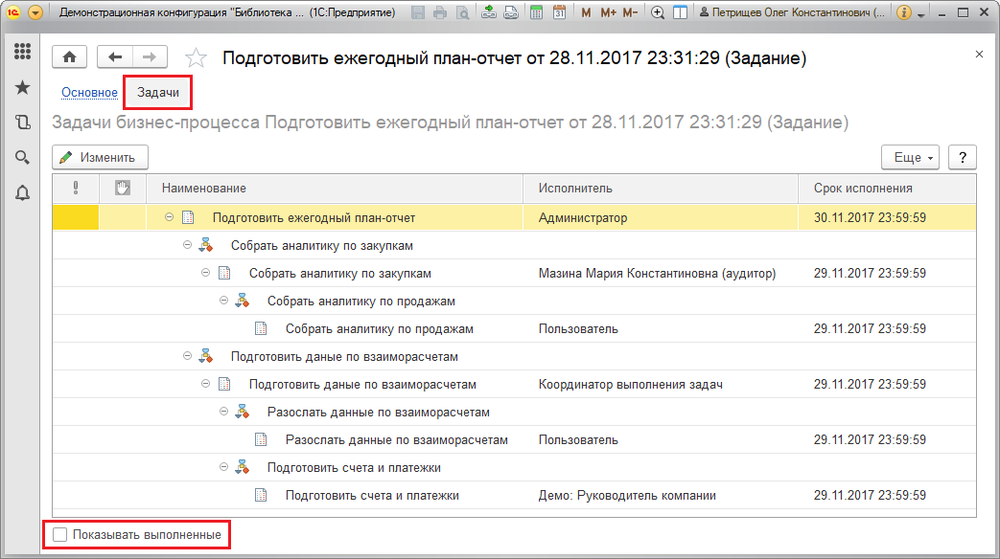 Демонстрационная конфигурация "Библиотека ... (1С:Предприятие) M M+ M- Петрищев Олег Константинович (...
Подготовить ежегодный план-отчет от 28.11.2017 23:31:29 (Задание)
Основное Задачи
Задачи бизнес-процесса Подготовить ежегодный план-отчет от 28.11.2017 23:31:29 (Задание)
Изменить Еще ?
Наименование Исполнитель Срок исполнения
Подготовить ежегодный план-отчет Администратор 30.11.2017 23:59:59
Собрать аналитику по закупкам
Собрать аналитику по закупкам Мазина Мария Константиновна (аудитор) 29.11.2017 23:59:59
Собрать аналитику по продажам
Собрать аналитику по продажам Пользователь 29.11.2017 23:59:59
Подготовить даные по взаиморасчетам
Подготовить даные по взаиморасчетам Координатор выполнения задач 29.11.2017 23:59:59
Разослать данные по взаиморасчетам
Разослать данные по взаиморасчетам Пользователь 29.11.2017 23:59:59
Подготовить счета и платежки
Подготовить счета и платежки Демо: Руководитель компании 29.11.2017 23:59:59
Показывать выполненные